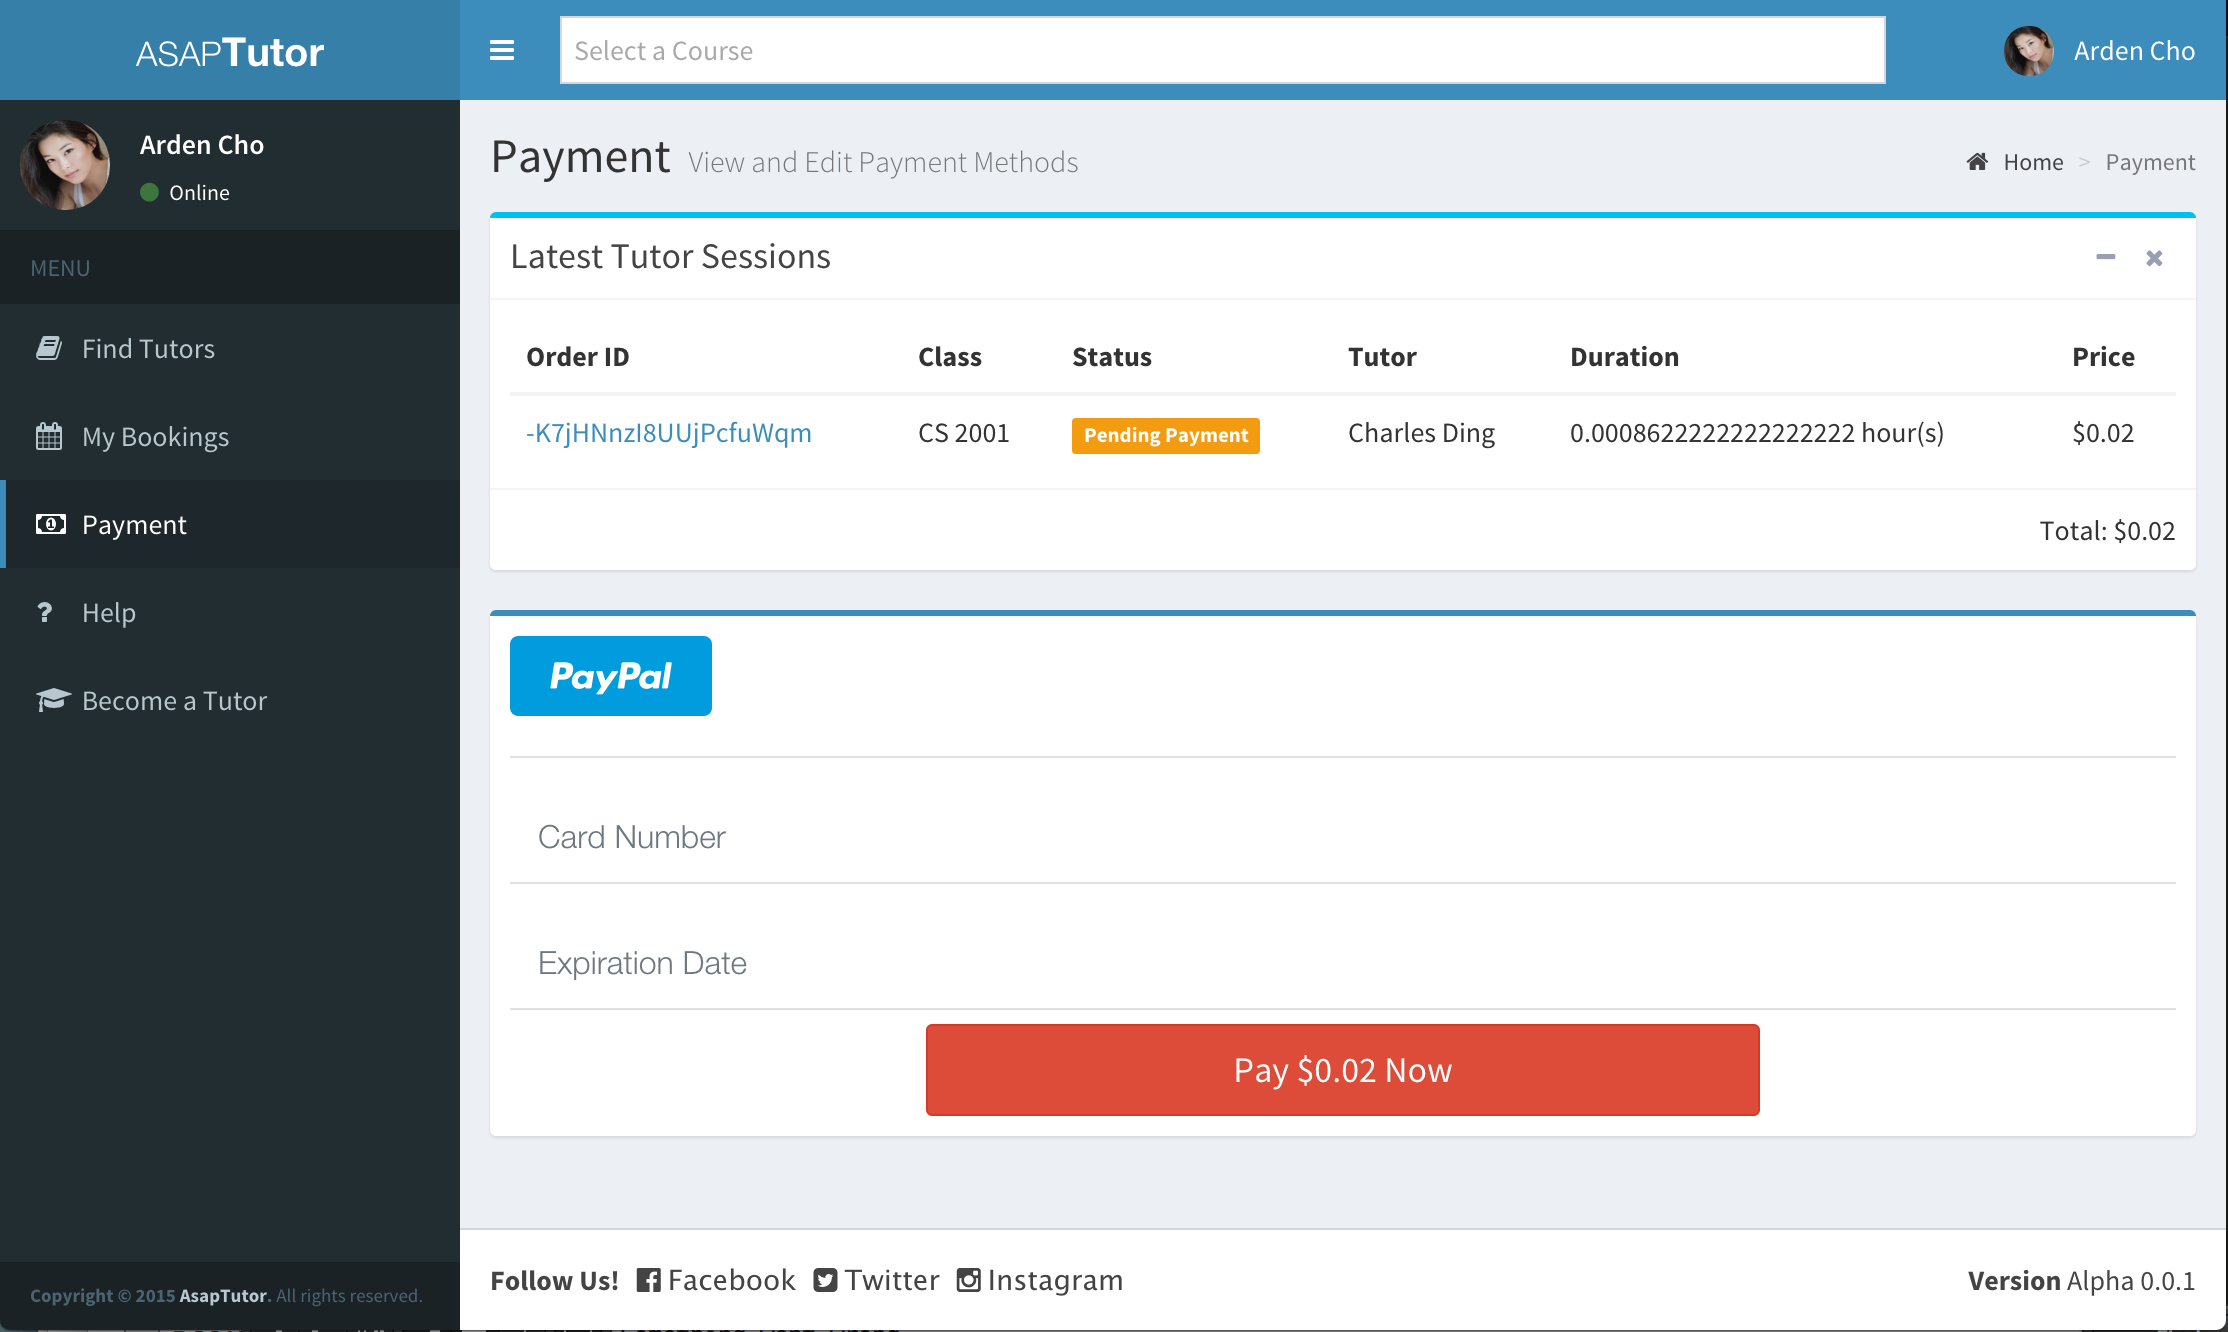 ASAPTutor
Select a Course
Arden Cho
Arden Cho
Online
MENU
Find Tutors
My Bookings
Payment
Help
Become a Tutor
Copyright © 2015 AsapTutor. All rights reserved.
Payment View and Edit Payment Methods
Home > Payment
Latest Tutor Sessions
Order ID Class Status Tutor Duration Price
-K7jHNnzI8UUjPcfuWqm CS 2001 Pending Payment Charles Ding 0.0008622222222222222 hour(s) $0.02
Total: $0.02
PayPal
Card Number
Expiration Date
Pay $0.02 Now
Follow Us! Facebook Twitter Instagram
Version Alpha 0.0.1